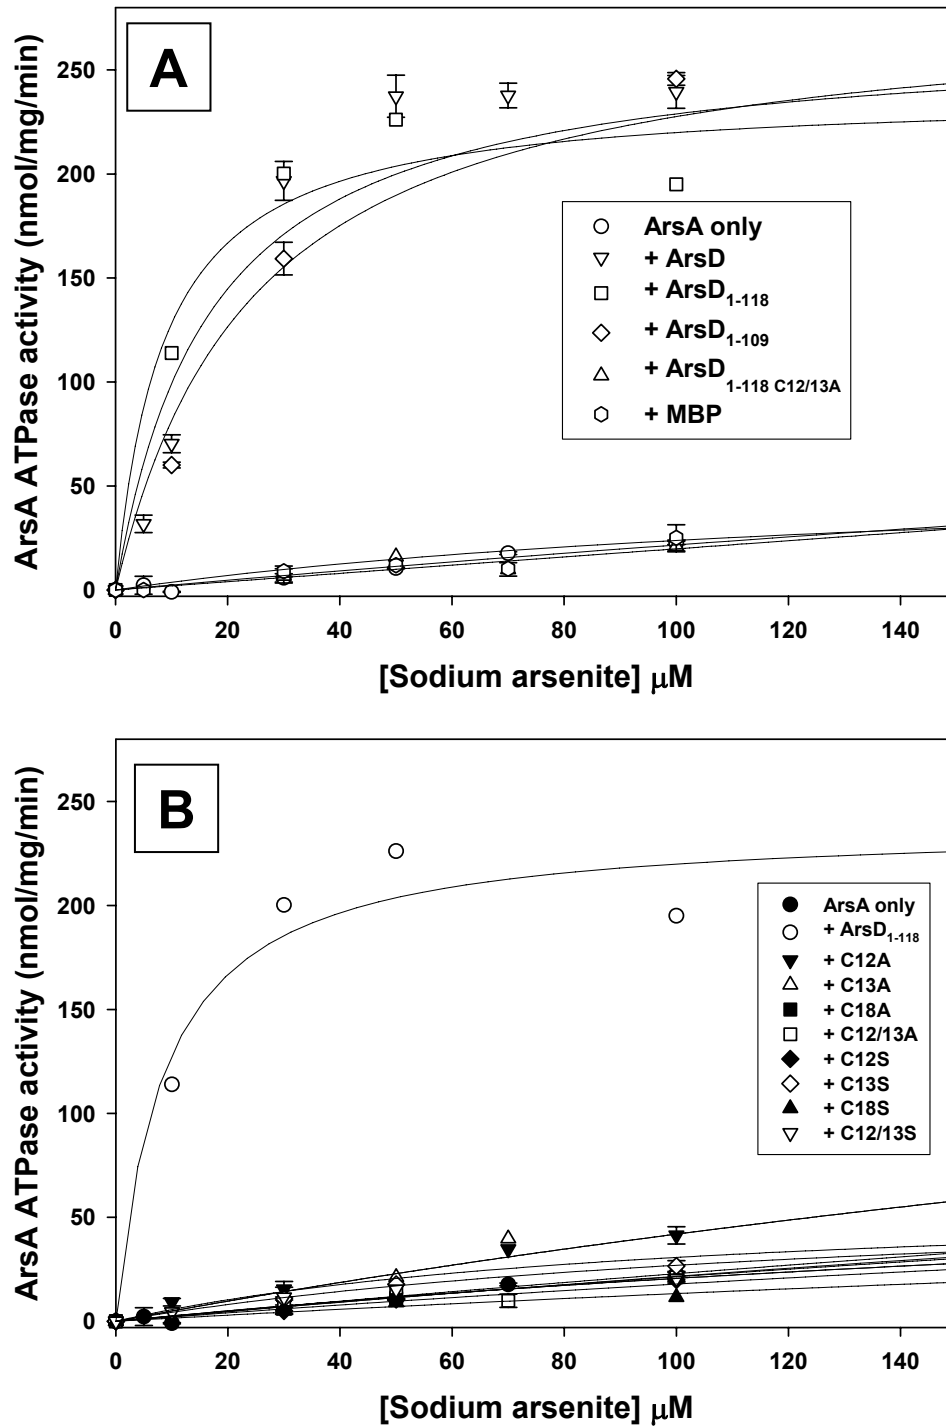 A
ArsA ATPase activity (nmol/mg/min)
250
200
150
100
50
0
ArsA only
+ ArsD
+ ArsD1-118
+ ArsD1-109
+ ArsD1-118 C12/13A
+ MBP
0 20 40 60 80 100 120 140
[Sodium arsenite] μM
B
ArsA ATPase activity (nmol/mg/min)
250
200
150
100
50
0
ArsA only
+ ArsD1-118
+ C12A
+ C13A
+ C18A
+ C12/13A
+ C12S
+ C13S
+ C18S
+ C12/13S
0 20 40 60 80 100 120 140
[Sodium arsenite] μM